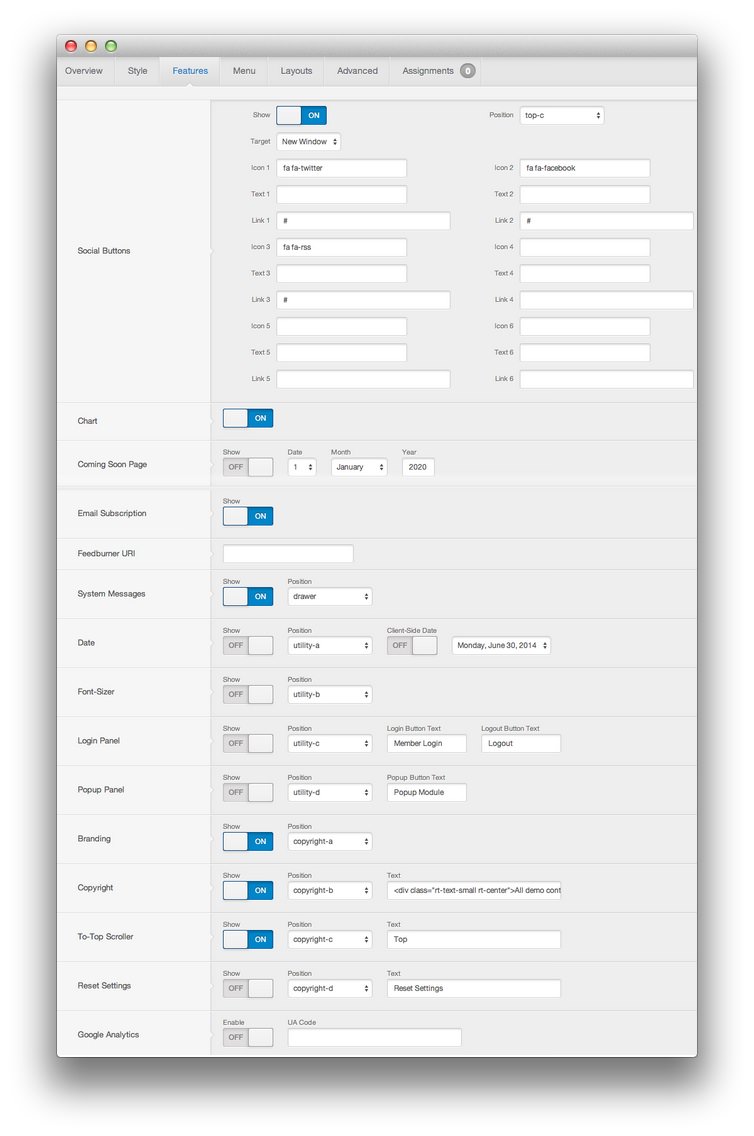 Overview Style Features Menu Layouts Advanced Assignments 0
Show ON Position top-c
Target New Window
Icon 1 fa fa-twitter Icon 2 fa fa-facebook
Text 1 Text 2
Link 1 # Link 2 #
Social Buttons
Icon 3 fa fa-rss Icon 4
Text 3 Text 4
Link 3 # Link 4
Icon 5 Icon 6
Text 5 Text 6
Link 5 Link 6
Chart ON
Show Date Month Year
Coming Soon Page OFF 1 January 2020
Show
Email Subscription ON
Feedburner URI
Show Position
System Messages ON drawer
Show Position Client-Side Date
Date OFF utility-a OFF Monday, June 30, 2014
Show Position
Font-Sizer OFF utility-b
Show Position Login Button Text Logout Button Text
Login Panel OFF utility-c Member Login Logout
Show Position Popup Button Text
Popup Panel OFF utility-d Popup Module
Show Position
Branding ON copyright-a
Show Position Text
Copyright ON copyright-b <div class="rt-text-small rt-center">All demo cont
Show Position Text
To-Top Scroller ON copyright-c Top
Show Position Text
Reset Settings OFF copyright-d Reset Settings
Enable UA Code
Google Analytics OFF